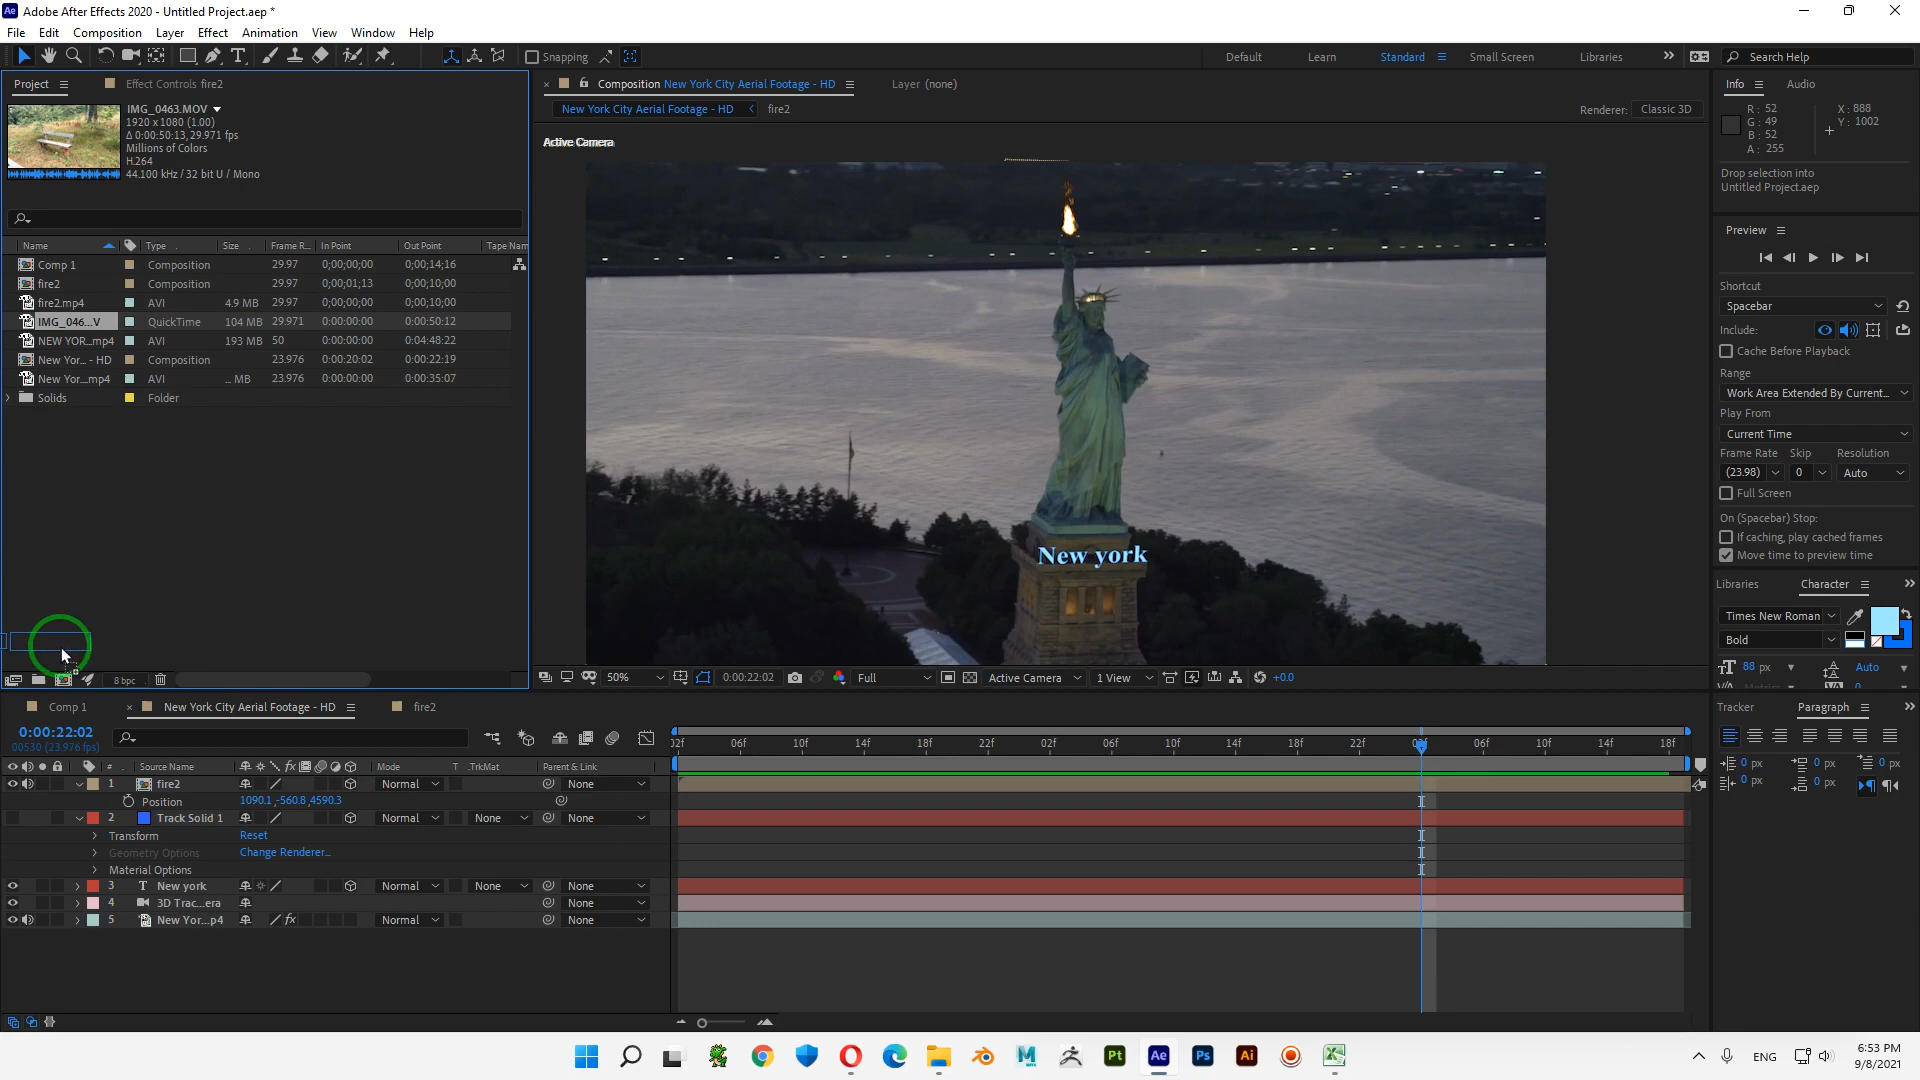 Adobe After Effects 2020 - Untitled Project.aep *
File Edit Composition Layer Effect Animation View Window Help
Snapping
Default Learn Standard Small Screen Libraries Search Help
Project
Effect Controls fire2
IMG_0463.MOV
1920 x 1080 (1.00)
Δ 0:00:50:13, 29.971 fps
Millions of Colors
H.264
44.100 kHz / 32 bit U / Mono
Name Type Size Frame R... In Point Out Point Tape Nam
Comp 1 Composition 29.97 0;00;00;00 0;00;14;16
fire2 Composition 29.97 0;00;01;13 0;00;10;00
fire2.mp4 AVI 4.9 MB 29.97 0;00;00;00 0;00;10;00
IMG_046...V QuickTime 104 MB 29.971 0:00:00:00 0:00:50:12
NEW YOR...mp4 AVI 193 MB 50 0:00:00:00 0:04:48:22
New Yor... - HD Composition 23.976 0:00:20:02 0:00:22:19
New Yor...mp4 AVI ... MB 23.976 0:00:00:00 0:00:35:07
Solids Folder
8 bpc
Composition New York City Aerial Footage - HD
Layer (none)
New York City Aerial Footage - HD fire2
Renderer: Classic 3D
Active Camera
New york
50% 0:00:22:02 Full Active Camera 1 View +0.0
Info Audio
R: 52
G: 49
B: 52
A: 255
X: 888
Y: 1002
Drop selection into
Untitled Project.aep
Preview
Shortcut
Spacebar
Include:
Cache Before Playback
Range
Work Area Extended By Current...
Play From
Current Time
Frame Rate Skip Resolution
(23.98) 0 Auto
Full Screen
On (Spacebar) Stop:
If caching, play cached frames
Move time to preview time
Libraries Character
Times New Roman
Bold
88 px Auto
Tracker Paragraph
0 px 0 px 0 px
0 px 0 px
Comp 1
New York City Aerial Footage - HD
fire2
0:00:22:02
00530 (23.976 fps)
02f 06f 10f 14f 18f 22f 02f 06f 10f 14f 18f 22f 06f 10f 14f 18f
# Source Name Mode T .TrkMat Parent & Link
1 fire2 Normal None
Position 1090.1,-560.8,4590.3
2 Track Solid 1 Normal None None
Transform Reset
Geometry Options Change Renderer...
Material Options
3 T New york Normal None None
4 3D Trac...era None
5 New Yor...p4 Normal None
Pt Ae Ps Ai
ENG
6:53 PM
9/8/2021